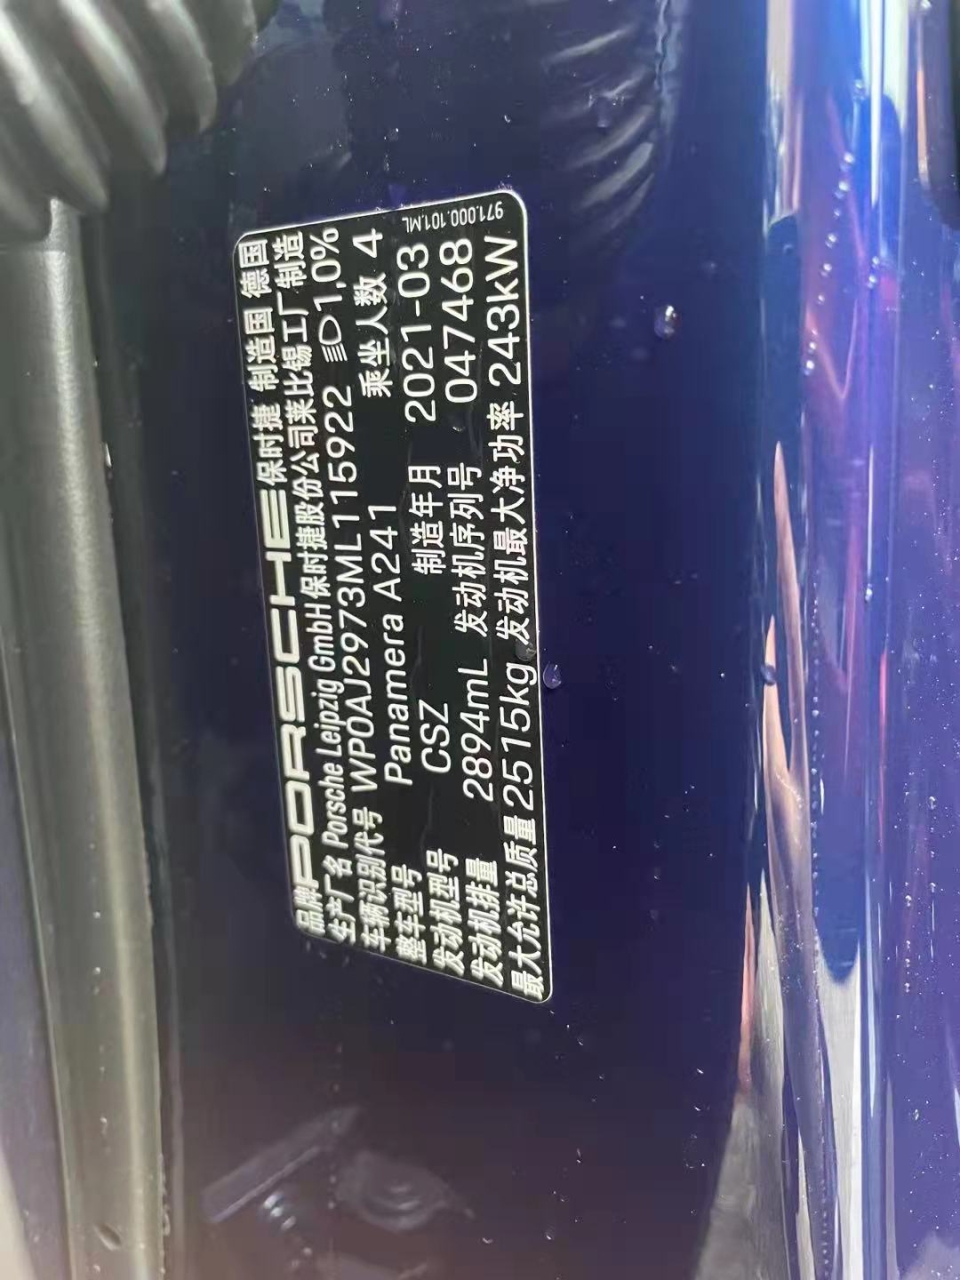 品牌 PORSCHE 保时捷 制造国 德国
生产厂名 Porsche Leipzig GmbH 保时捷股份公司莱比锡工厂制造
车辆识别代号 WP0AJ2973ML115922 1,0%
整车型号 Panamera A241 乘坐人数 4
发动机型号 CSZ 制造年月 2021-03
发动机排量 2894mL 发动机序列号 047468
最大允许总质量 2515kg 发动机最大净功率 243kW
971.000.101.ML